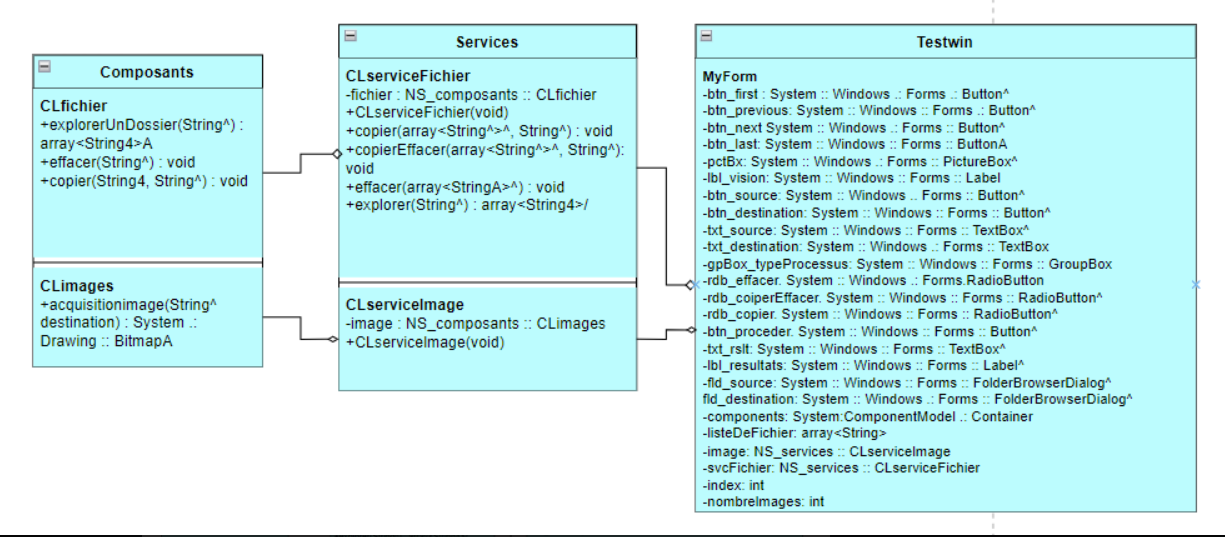 Composants
CLfichier
+explorerUnDossier(String^) :
array<String4>A
+effacer(String^) : void
+copier(String4, String^) : void
CLimages
+acquisitionimage(String^
destination) : System .:
Drawing :: BitmapA
Services
CLserviceFichier
-fichier : NS_composants :: CLfichier
+CLserviceFichier(void)
+copier(array<String^>^, String^) : void
+copierEffacer(array<String^>^, String^):
void
+effacer(array<StringA>^) : void
+explorer(String^) : array<String4>/
CLserviceImage
-image : NS_composants :: CLimages
+CLserviceImage(void)
Testwin
MyForm
-btn_first : System :: Windows .: Forms .: Button^
-btn_previous: System :: Windows :: Forms .: Button^
-btn_next System :: Windows .: Forms :: Button^
-btn_last: System :: Windows :: Forms :: ButtonA
-pctBx: System :: Windows .: Forms :: PictureBox^
-lbl_vision: System :: Windows :: Forms :: Label
-btn_source: System :: Windows .. Forms :: Button^
-btn_destination: System :: Windows :: Forms :: Button^
-txt_source: System :: Windows :: Forms :: TextBox^
-txt_destination: System :: Windows .: Forms :: TextBox
-gpBox_typeProcessus: System :: Windows :: Forms :: GroupBox
-rdb_effacer. System :: Windows .: Forms.RadioButton
-rdb_coiperEffacer. System :: Windows :: Forms :: RadioButton^
-rdb_copier. System :: Windows :: Forms :: RadioButton^
-btn_proceder. System :: Windows :: Forms :: Button^
-txt_rslt: System :: Windows :: Forms :: TextBox^
-lbl_resultats: System :: Windows :: Forms :: Label^
-fld_source: System :: Windows :: Forms :: FolderBrowserDialog^
fld_destination: System :: Windows .: Forms :: FolderBrowserDialog^
-components: System:ComponentModel .: Container
-listeDeFichier: array<String>
-image: NS_services :: CLserviceImage
-svcFichier: NS_services :: CLserviceFichier
-index: int
-nombreImages: int